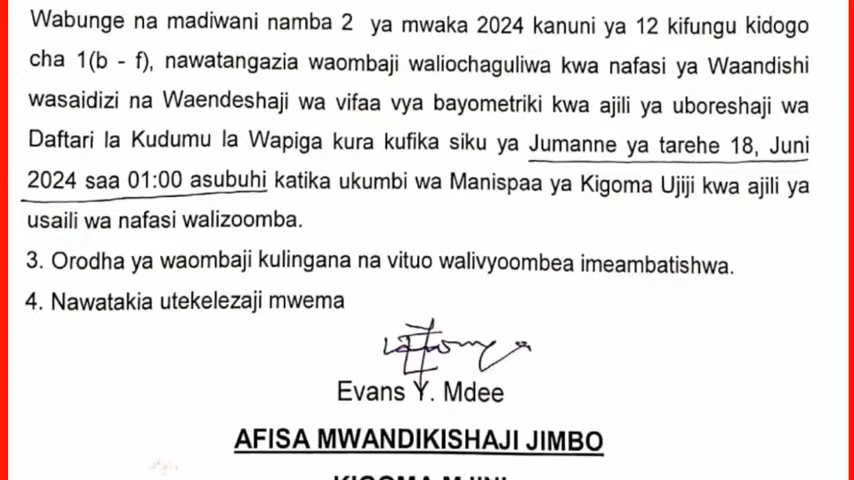 Wabunge na madiwani namba 2 ya mwaka 2024 kanuni ya 12 kifungu kidogo
cha 1(b - f), nawatangazia waombaji waliochaguliwa kwa nafasi ya Waandishi
wasaidizi na Waendeshaji wa vifaa vya bayometriki kwa ajili ya uboreshaji wa
Daftari la Kudumu la Wapiga kura kufika siku ya Jumanne ya tarehe 18, Juni
2024 saa 01:00 asubuhi katika ukumbi wa Manispaa ya Kigoma Ujiji kwa ajili ya
usaili wa nafasi walizoomba.
3. Orodha ya waombaji kulingana na vituo walivyoombea imeambatishwa.
4. Nawatakia utekelezaji mwema
Evans Y. Mdee
AFISA MWANDIKISHAJI JIMBO
KIGOMA MJINI